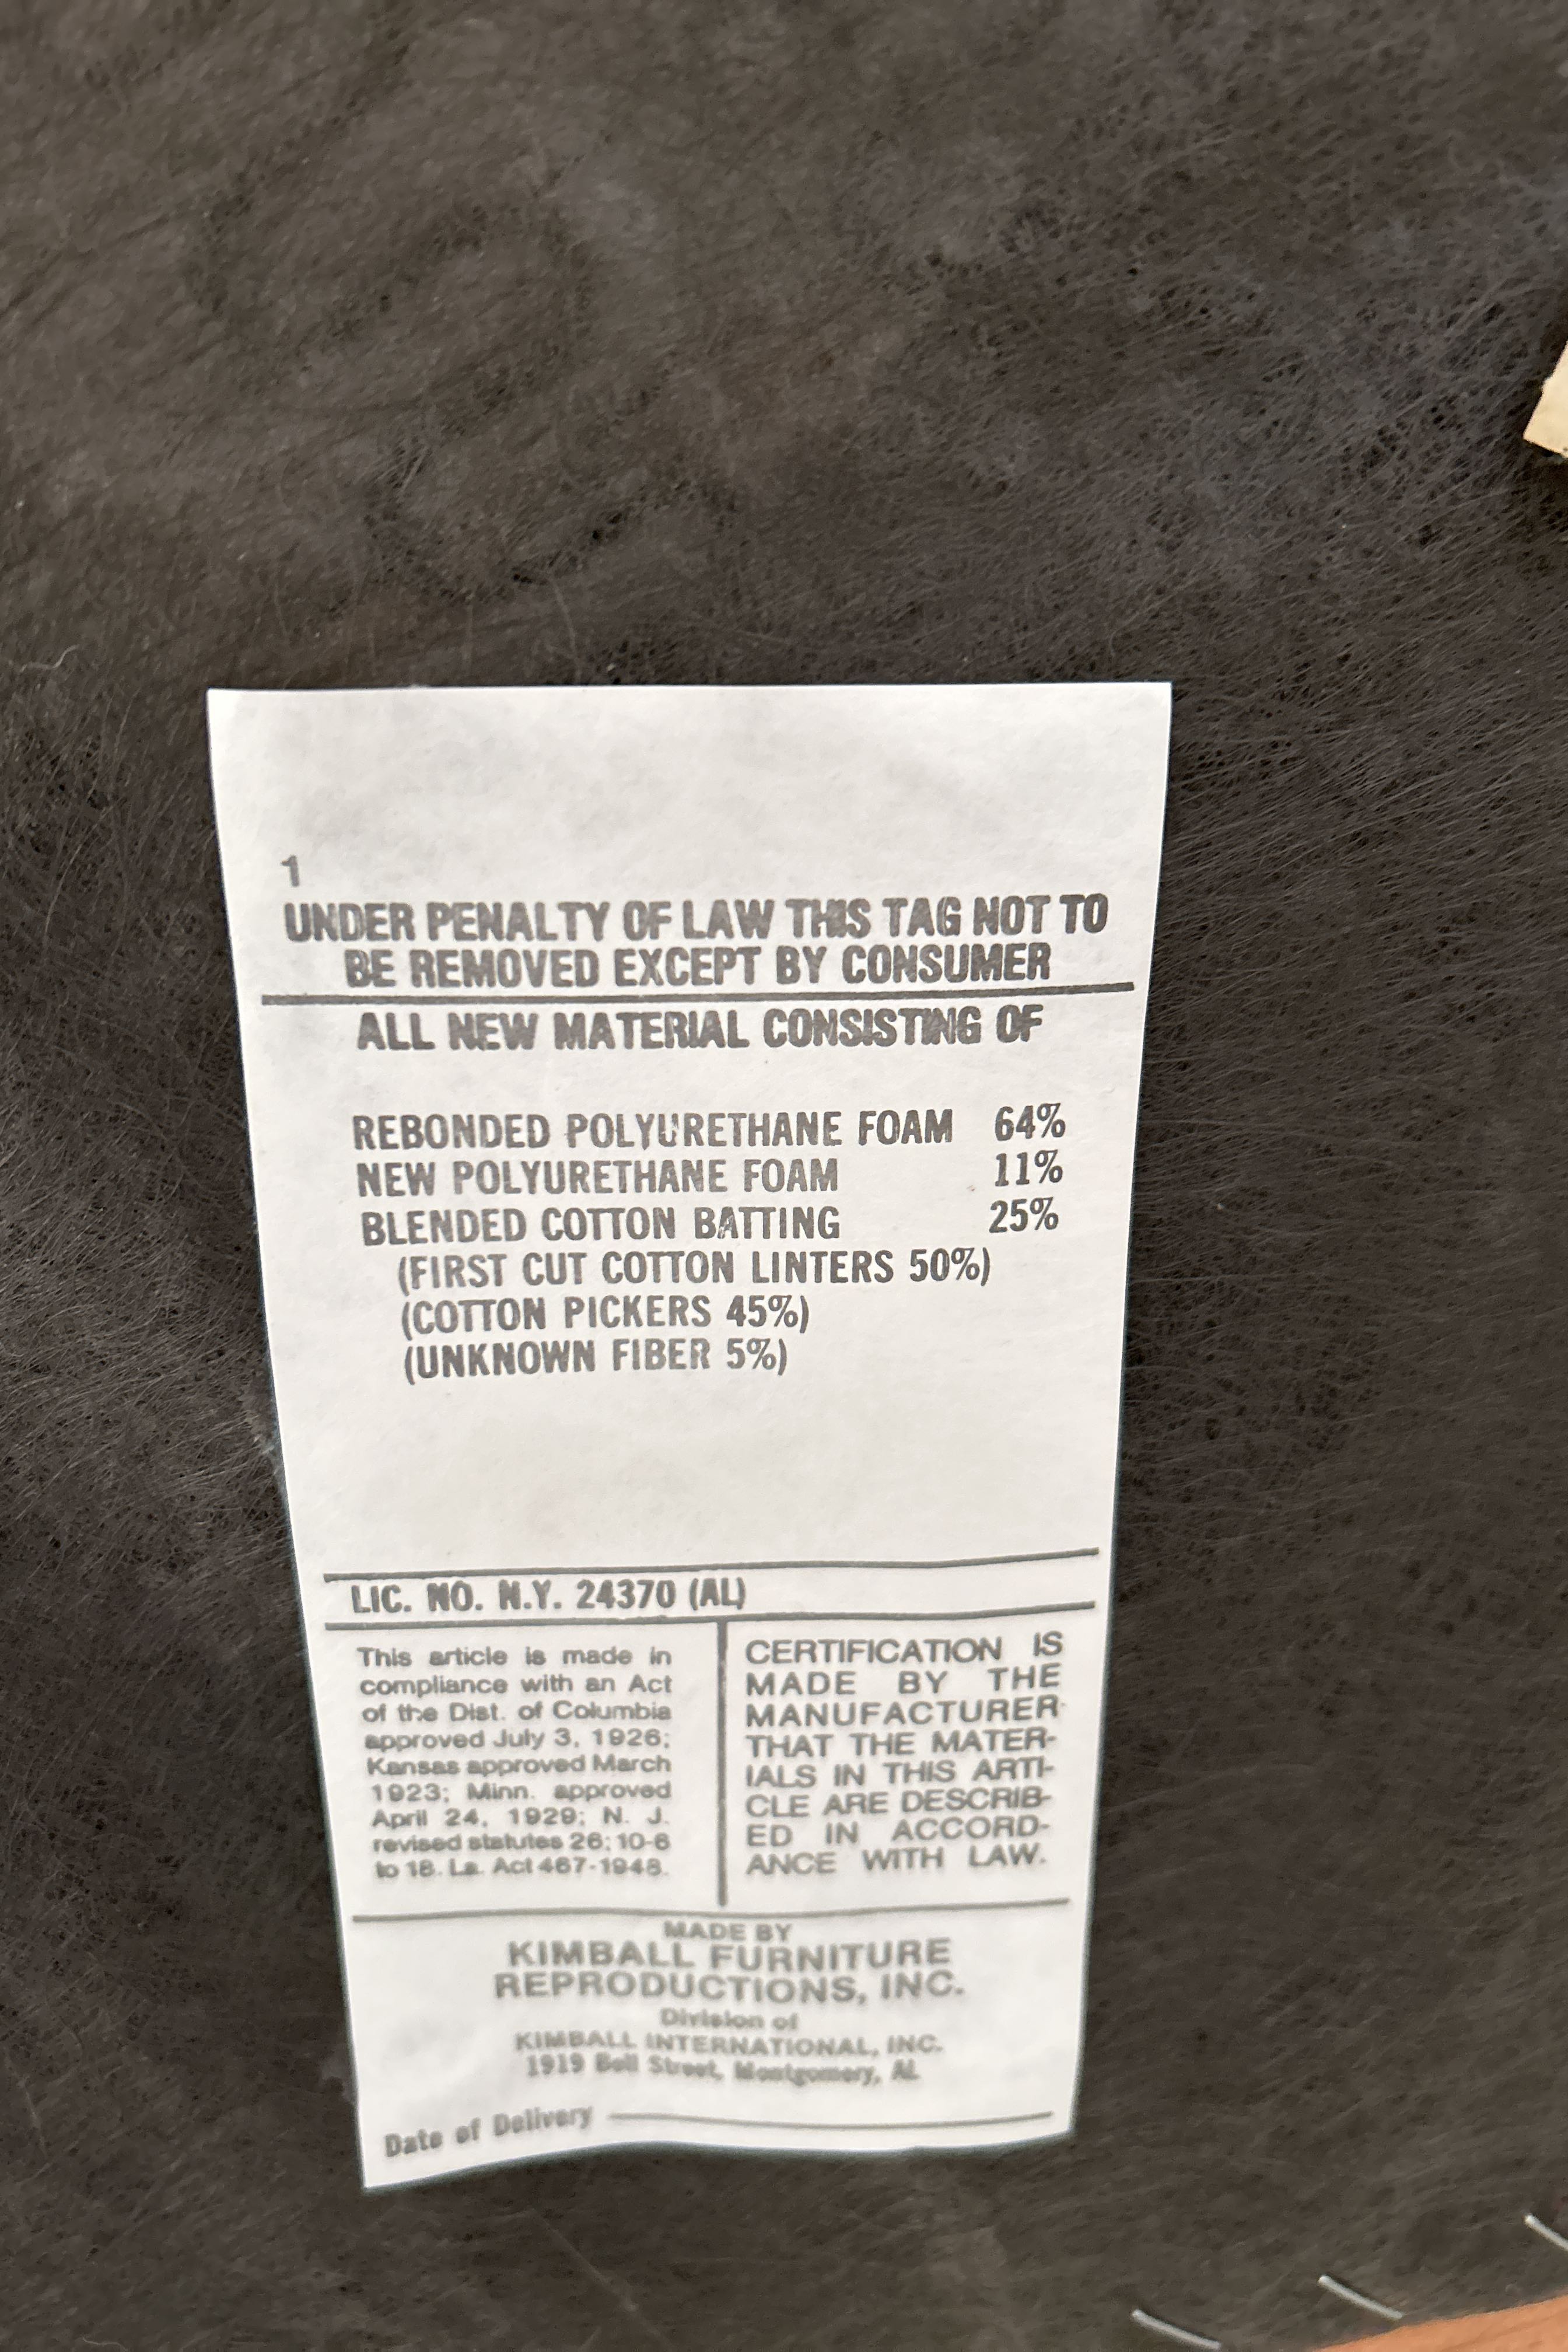 1
UNDER PENALTY OF LAW THIS TAG NOT TO
BE REMOVED EXCEPT BY CONSUMER
ALL NEW MATERIAL CONSISTING OF
REBONDED POLYURETHANE FOAM 64%
NEW POLYURETHANE FOAM 11%
BLENDED COTTON BATTING 25%
(FIRST CUT COTTON LINTERS 50%)
(COTTON PICKERS 45%)
(UNKNOWN FIBER 5%)
LIC. NO. N.Y. 24370 (AL)
This article is made in
compliance with an Act
of the Dist. of Columbia
approved July 3, 1926;
Kansas approved March
1923; Minn. approved
April 24, 1929; N. J.
revised statutes 26:10-6
to 18. La. Act 467-1948.
CERTIFICATION IS
MADE BY THE
MANUFACTURER
THAT THE MATER-
IALS IN THIS ARTI-
CLE ARE DESCRIB-
ED IN ACCORD-
ANCE WITH LAW.
MADE BY
KIMBALL FURNITURE
REPRODUCTIONS, INC.
Division of
KIMBALL INTERNATIONAL, INC.
1919 Bell Street, Montgomery, AL
Date of Delivery